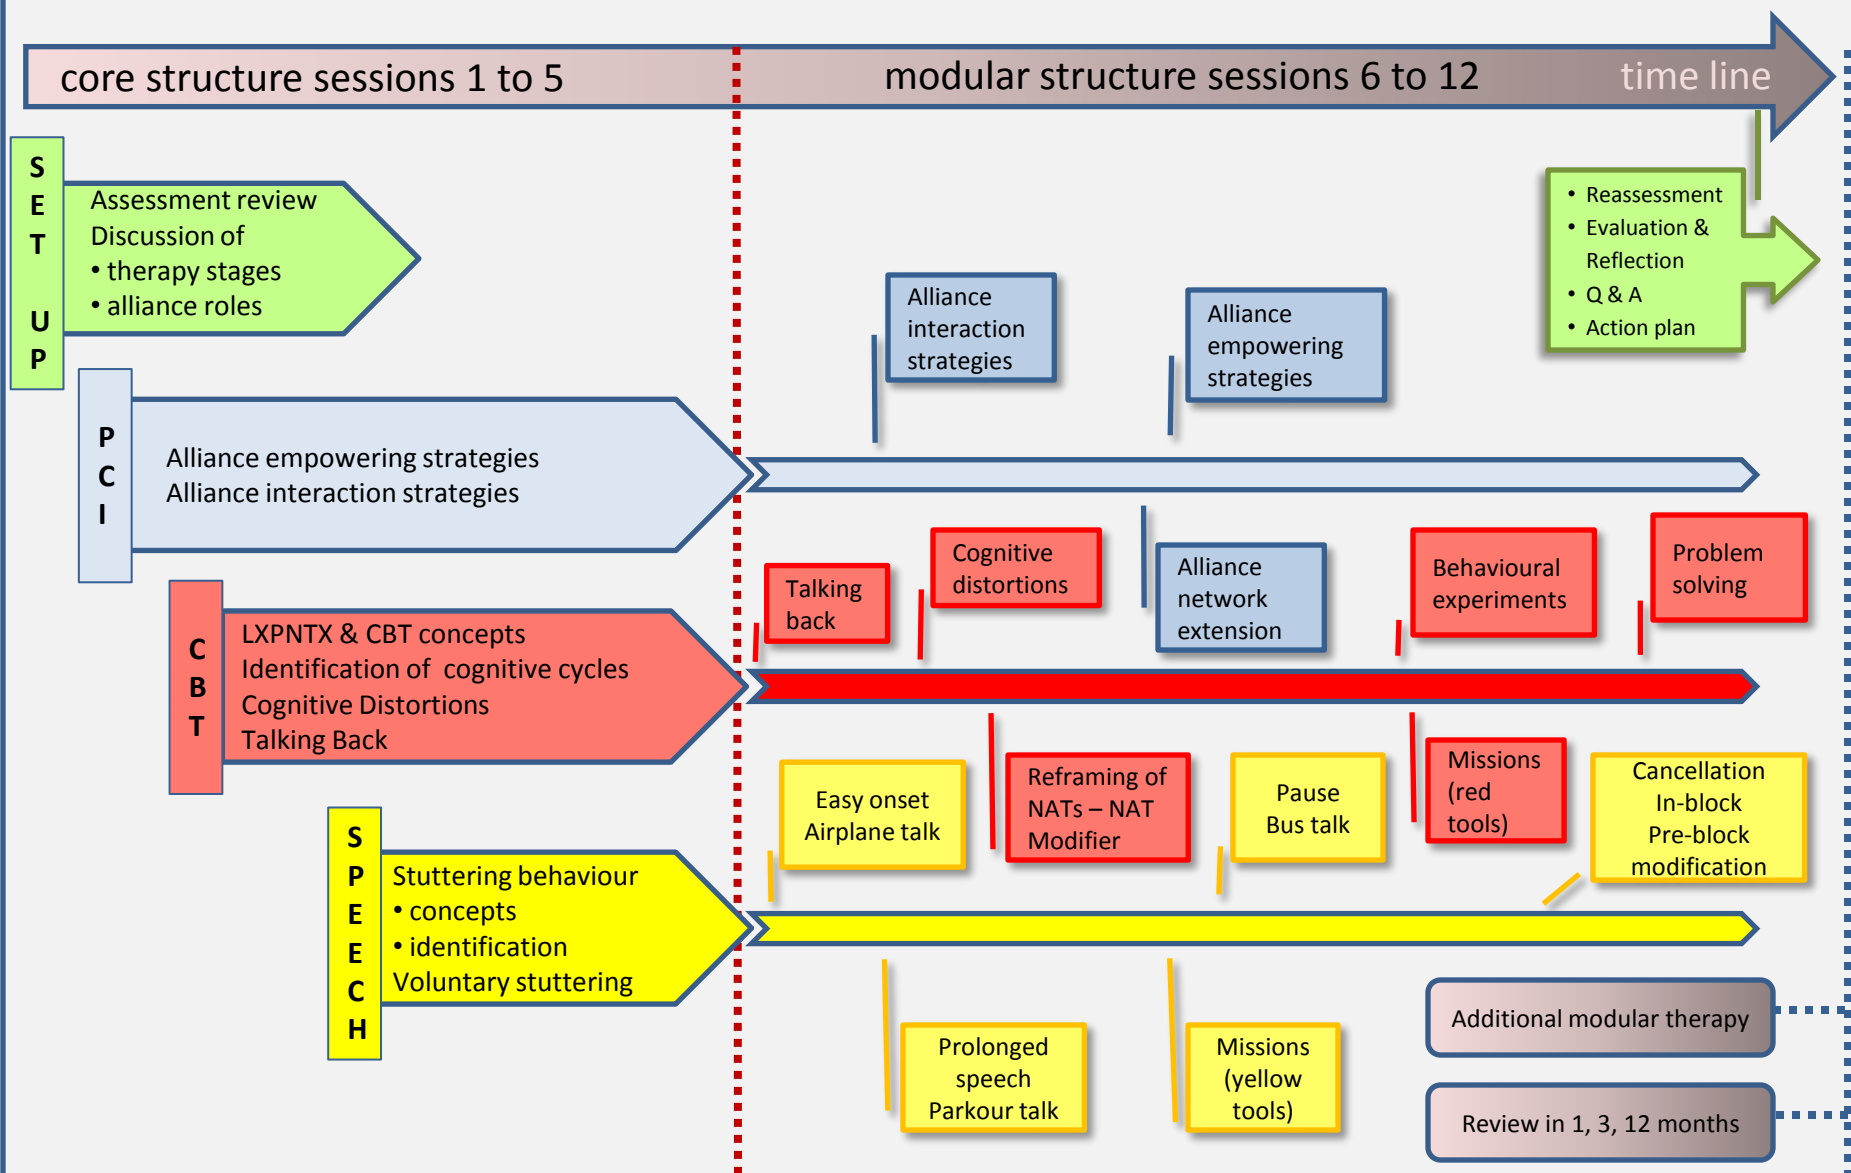 core structure sessions 1 to 5
modular structure sessions 6 to 12
time line
SET UP
Assessment review
Discussion of
• therapy stages
• alliance roles
• Reassessment
• Evaluation &
Reflection
• Q & A
• Action plan
Alliance
interaction
strategies
Alliance
empowering
strategies
PCI
Alliance empowering strategies
Alliance interaction strategies
Talking
back
Cognitive
distortions
Alliance
network
extension
Behavioural
experiments
Problem
solving
CBT
LXPNTX & CBT concepts
Identification of cognitive cycles
Cognitive Distortions
Talking Back
Easy onset
Airplane talk
Reframing of
NATs – NAT
Modifier
Pause
Bus talk
Missions
(red
tools)
Cancellation
In-block
Pre-block
modification
SPEECH
Stuttering behaviour
• concepts
• identification
Voluntary stuttering
Prolonged
speech
Parkour talk
Missions
(yellow
tools)
Additional modular therapy
Review in 1, 3, 12 months